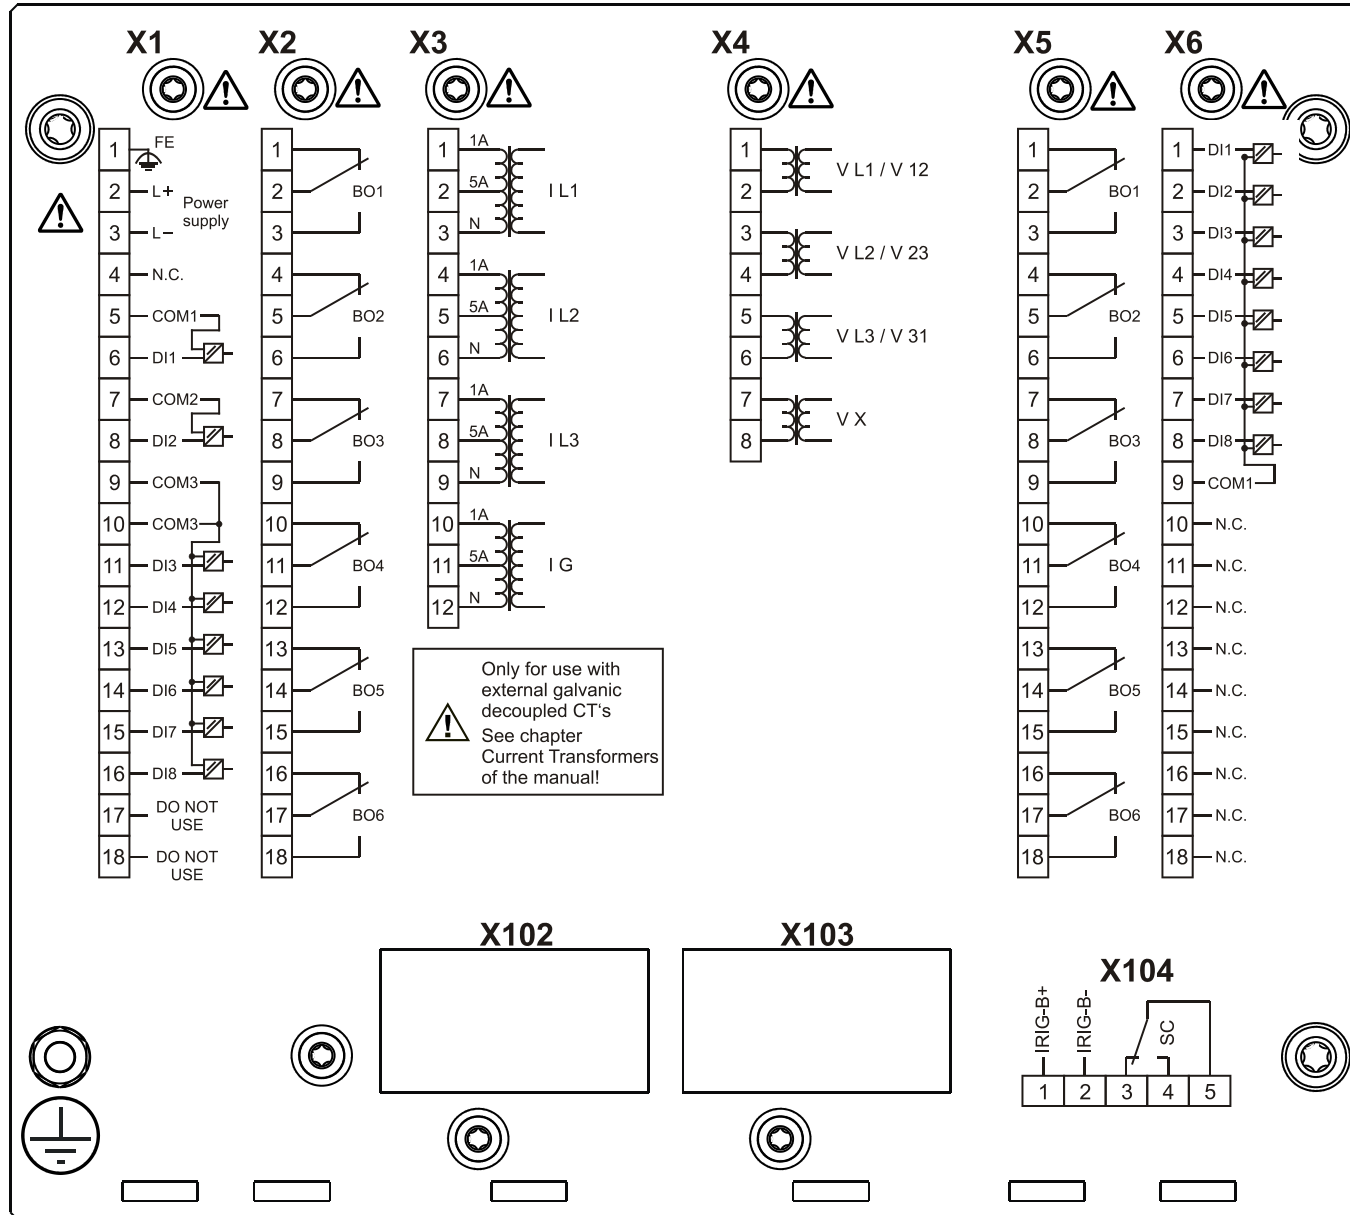 X1
X2
X3
X4
X5
X6
1 FE
2 L+
Power
supply
3 L–
4 N.C.
5 COM1
6 DI1
7 COM2
8 DI2
9 COM3
10 COM3
11 DI3
12 DI4
13 DI5
14 DI6
15 DI7
16 DI8
17 DO NOT
USE
18 DO NOT
USE
1
2 BO1
3
4
5 BO2
6
7
8 BO3
9
10
11 BO4
12
13
14 BO5
15
16
17 BO6
18
1 1A
2 5A I L1
3 N
4 1A
5 5A I L2
6 N
7 1A
8 5A I L3
9 N
10 1A
11 5A I G
12 N
Only for use with
external galvanic
decoupled CT's
See chapter
Current Transformers
of the manual!
1
V L1 / V 12
2
3
V L2 / V 23
4
5
V L3 / V 31
6
7
V X
8
1
2 BO1
3
4
5 BO2
6
7
8 BO3
9
10
11 BO4
12
13
14 BO5
15
16
17 BO6
18
1 DI1
2 DI2
3 DI3
4 DI4
5 DI5
6 DI6
7 DI7
8 DI8
9 COM1
10 N.C.
11 N.C.
12 N.C.
13 N.C.
14 N.C.
15 N.C.
16 N.C.
17 N.C.
18 N.C.
X102
X103
X104
IRIG-B+
IRIG-B-
SC
1 2 3 4 5